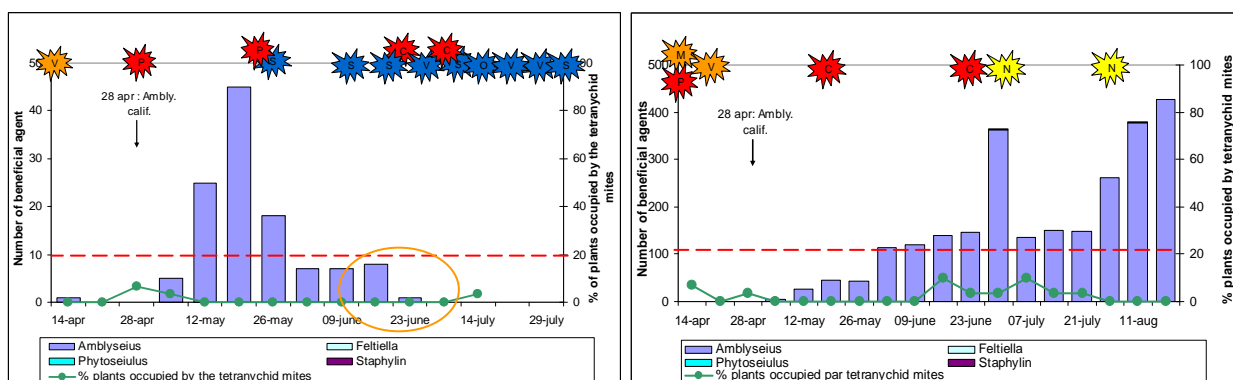 V P P S S S C V C S O V V S
50 100
28 apr : Ambly.
calif.
40 80
30 60
20 40
10 20
0 0
Number of beneficial agent
% of plants occupied by the tetranychid
mites
14-apr 28-apr 12-may 26-may 09-june 23-june 14-july 29-july
Amblyseius Feltiella
Phytoseiulus Staphylin
% plants occupied by the tetranychid mites
M V P C C N N
500 100
28 apr: Ambly.
calif.
400 80
300 60
200 40
100 20
0 0
Number of beneficial agents
% plants occupied by tetranychid mites
14-apr 28-apr 12-may 26-may 09-june 23-june 07-july 21-july 11-aug
Amblyseius Feltiella
Phytoseiulus Staphylin
% plants occupied par tetranychid mites